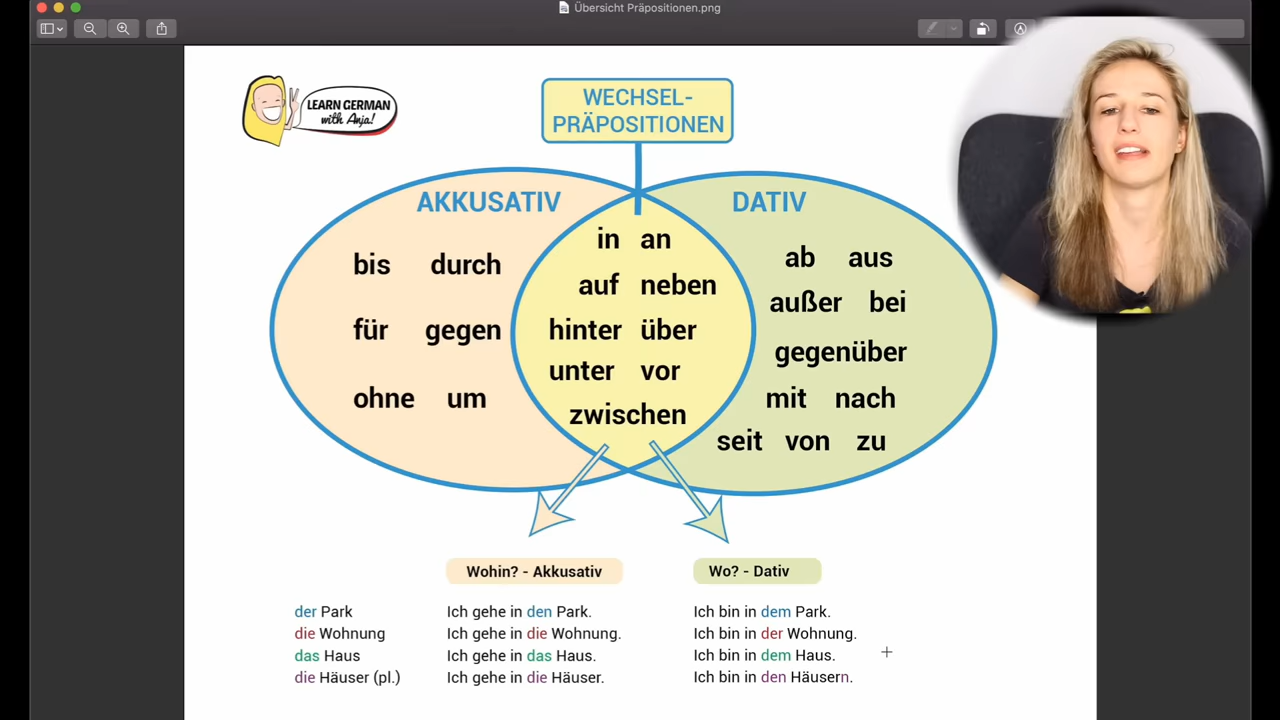 Übersicht Präpositionen.png
LEARN GERMAN
with Anja!
WECHSEL-
PRÄPOSITIONEN
AKKUSATIV
DATIV
bis durch
für gegen
ohne um
in an
auf neben
hinter über
unter vor
zwischen
ab aus
außer bei
gegenüber
mit nach
seit von zu
Wohin? - Akkusativ
Wo? - Dativ
der Park
die Wohnung
das Haus
die Häuser (pl.)
Ich gehe in den Park.
Ich gehe in die Wohnung.
Ich gehe in das Haus.
Ich gehe in die Häuser.
Ich bin in dem Park.
Ich bin in der Wohnung.
Ich bin in dem Haus.
Ich bin in den Häusern.